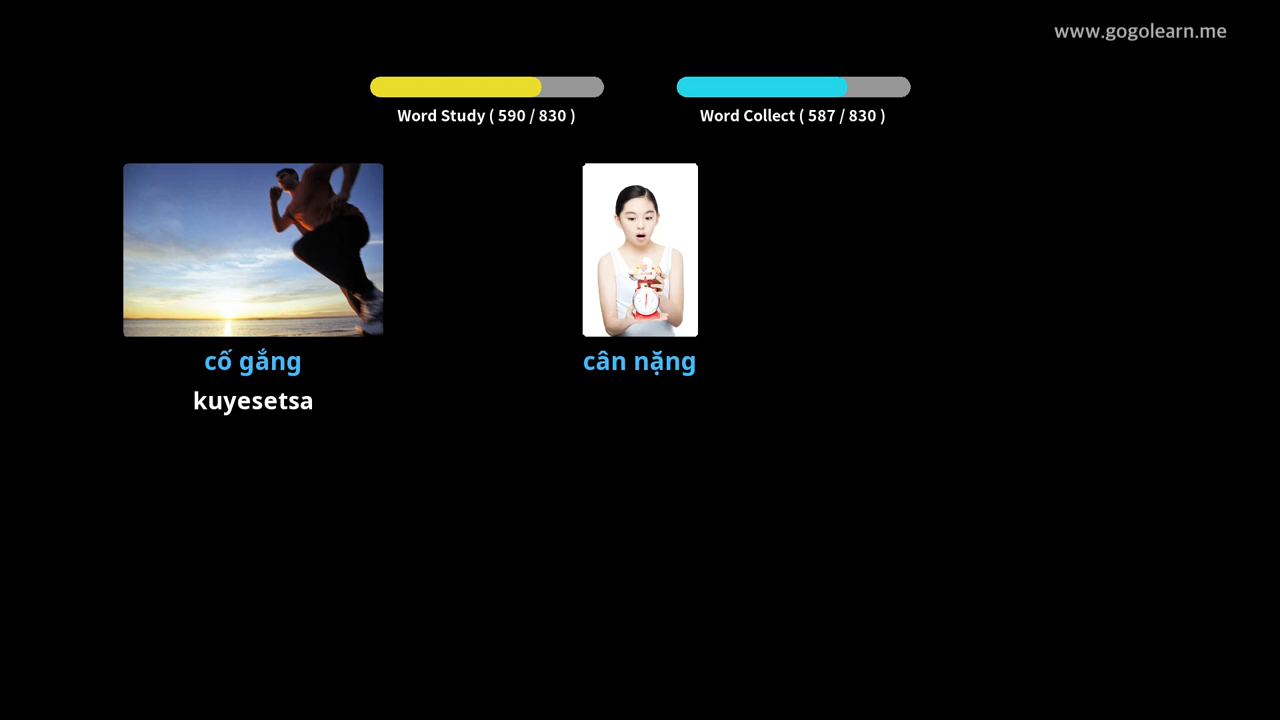 www.gogolearn.me
Word Study ( 590 / 830 )
Word Collect ( 587 / 830 )
cố gắng
cân nặng
kuyesetsa